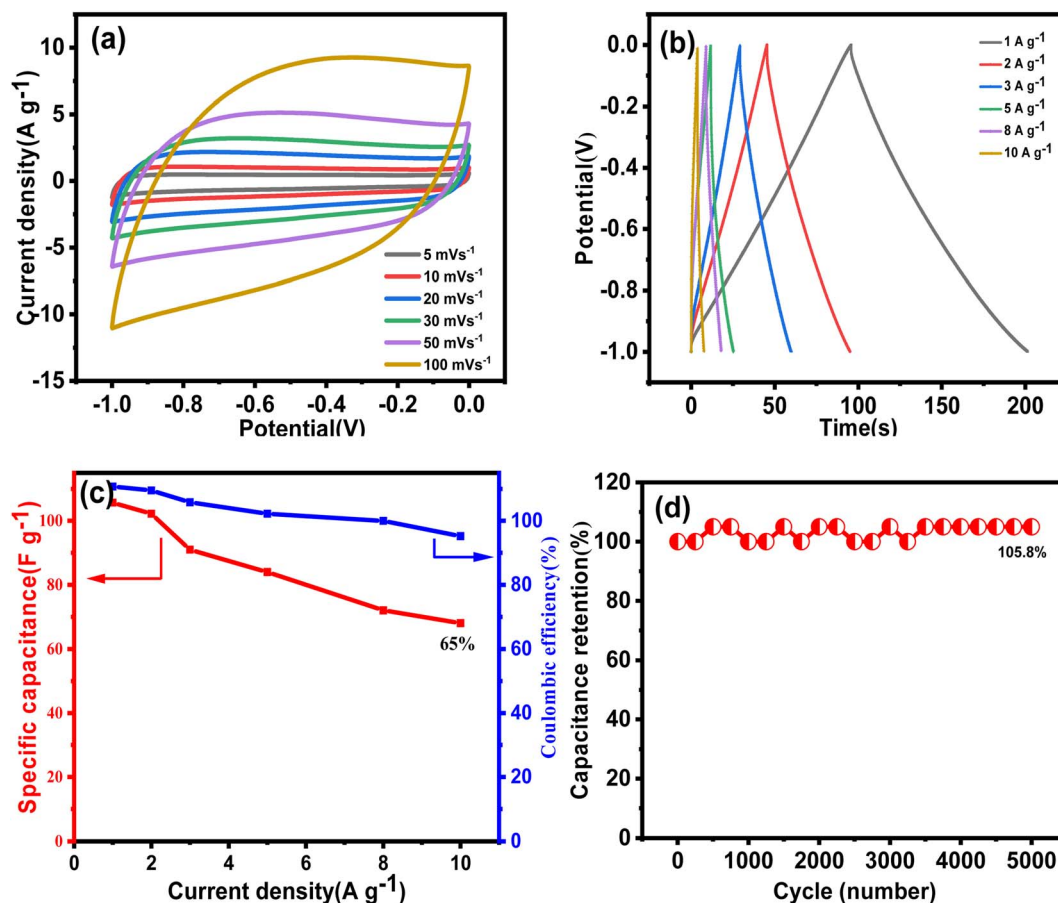 (a)
Current density(A g-1)
10
5
0
-5
-10
-15
5 mVs-1
10 mVs-1
20 mVs-1
30 mVs-1
50 mVs-1
100 mVs-1
-1.0 -0.8 -0.6 -0.4 -0.2 0.0
Potential(V)
(b)
Potential(V)
0.0
-0.2
-0.4
-0.6
-0.8
-1.0
1 A g-1
2 A g-1
3 A g-1
5 A g-1
8 A g-1
10 A g-1
0 50 100 150 200
Time(s)
(c)
Specific capacitance(F g-1)
100
80
60
40
20
0
65%
Coulombic efficiency(%)
100
80
60
40
20
0
0 2 4 6 8 10
Current density(A g-1)
(d)
Capacitance retention(%)
120
100
80
60
40
20
0
105.8%
0 1000 2000 3000 4000 5000
Cycle (number)